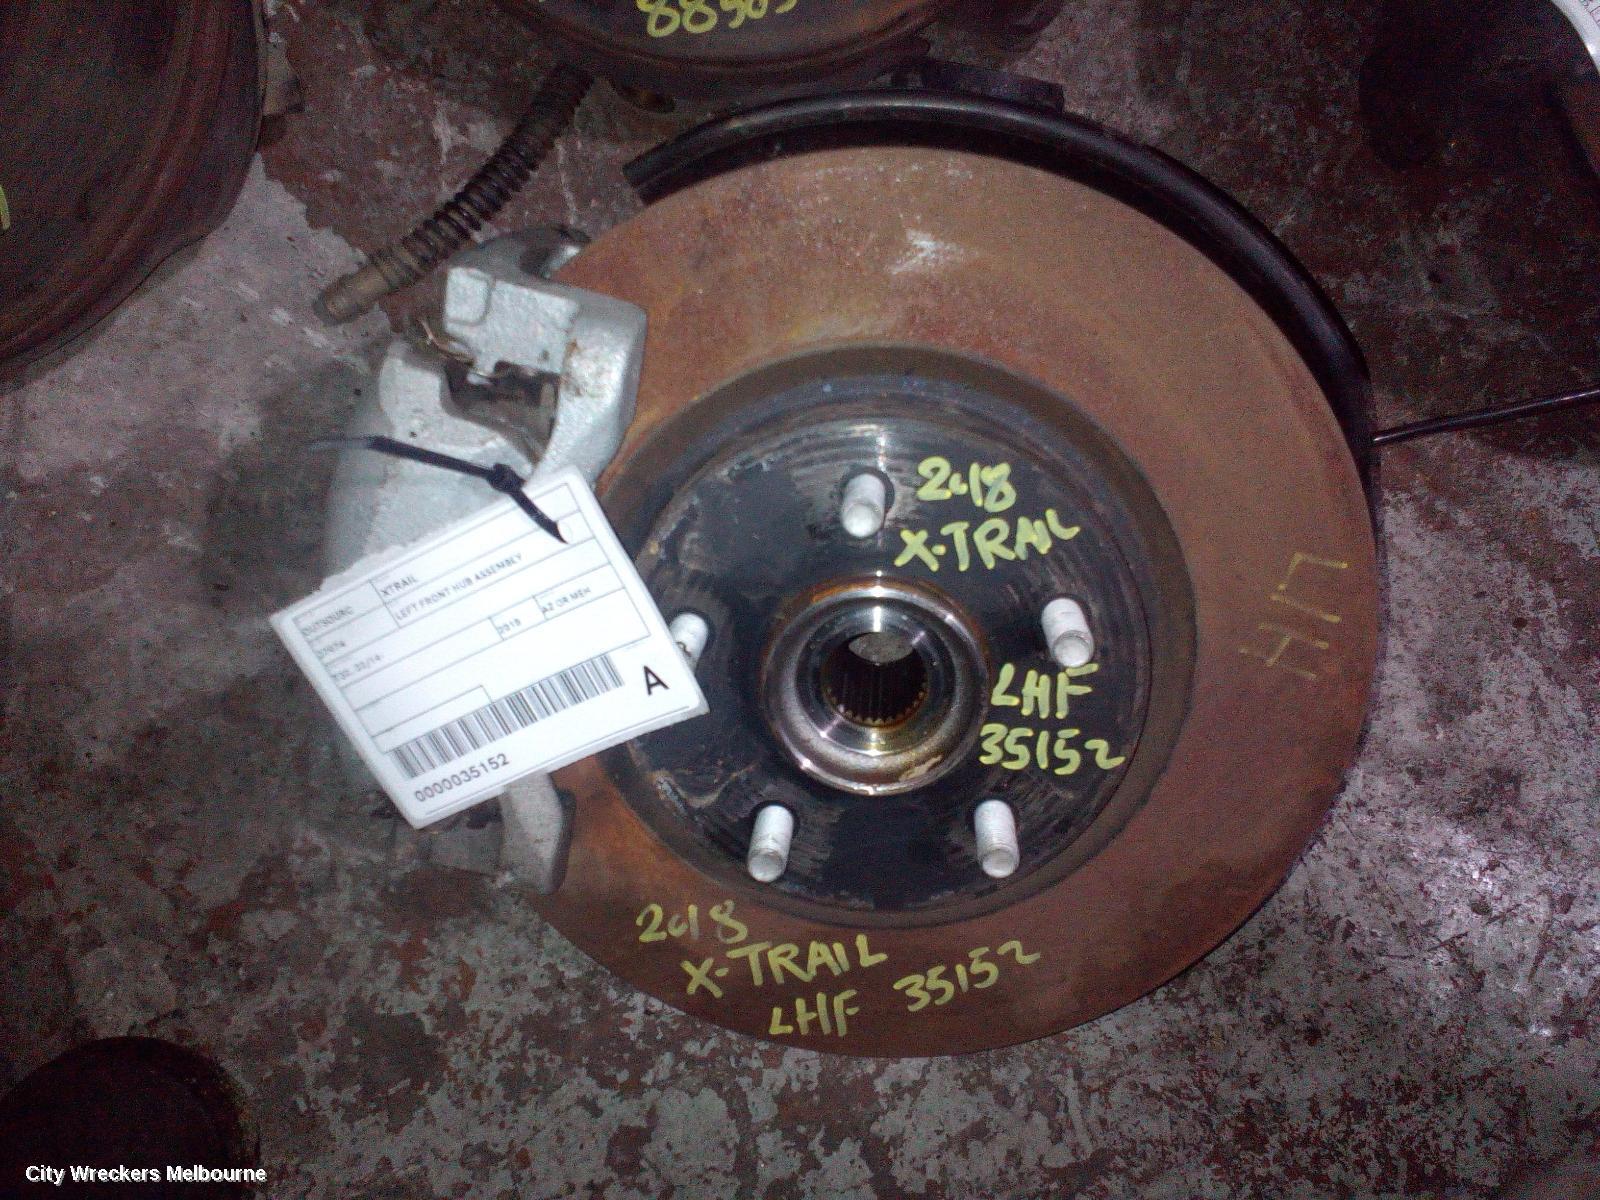 2018
X-TRAIL
LHF
35152
2018
X-TRAIL
LHF 35152
LH
OUTSOURC XTRAIL
LEFT FRONT HUB ASSEMBLY
2018
A
0000035152
City Wreckers Melbourne